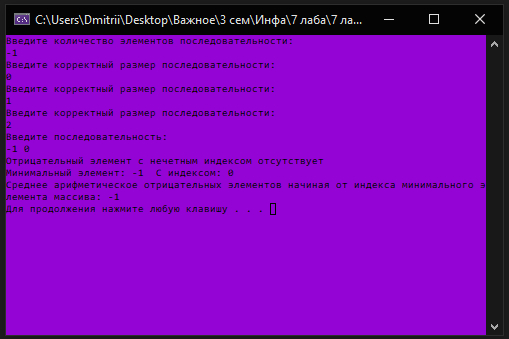 C:\Users\Dmitrii\Desktop\Важное\3 сем\Инфа\7 лаба\7 ла...
Введите количество элементов последовательности:
-1
Введите корректный размер последовательности:
0
Введите корректный размер последовательности:
1
Введите корректный размер последовательности:
2
Введите последовательность:
-1 0
Отрицательный элемент с нечетным индексом отсутствует
Минимальный элемент: -1  С индексом: 0
Среднее арифметическое отрицательных элементов начиная от индекса минимального э
лемента массива: -1
Для продолжения нажмите любую клавишу . . .